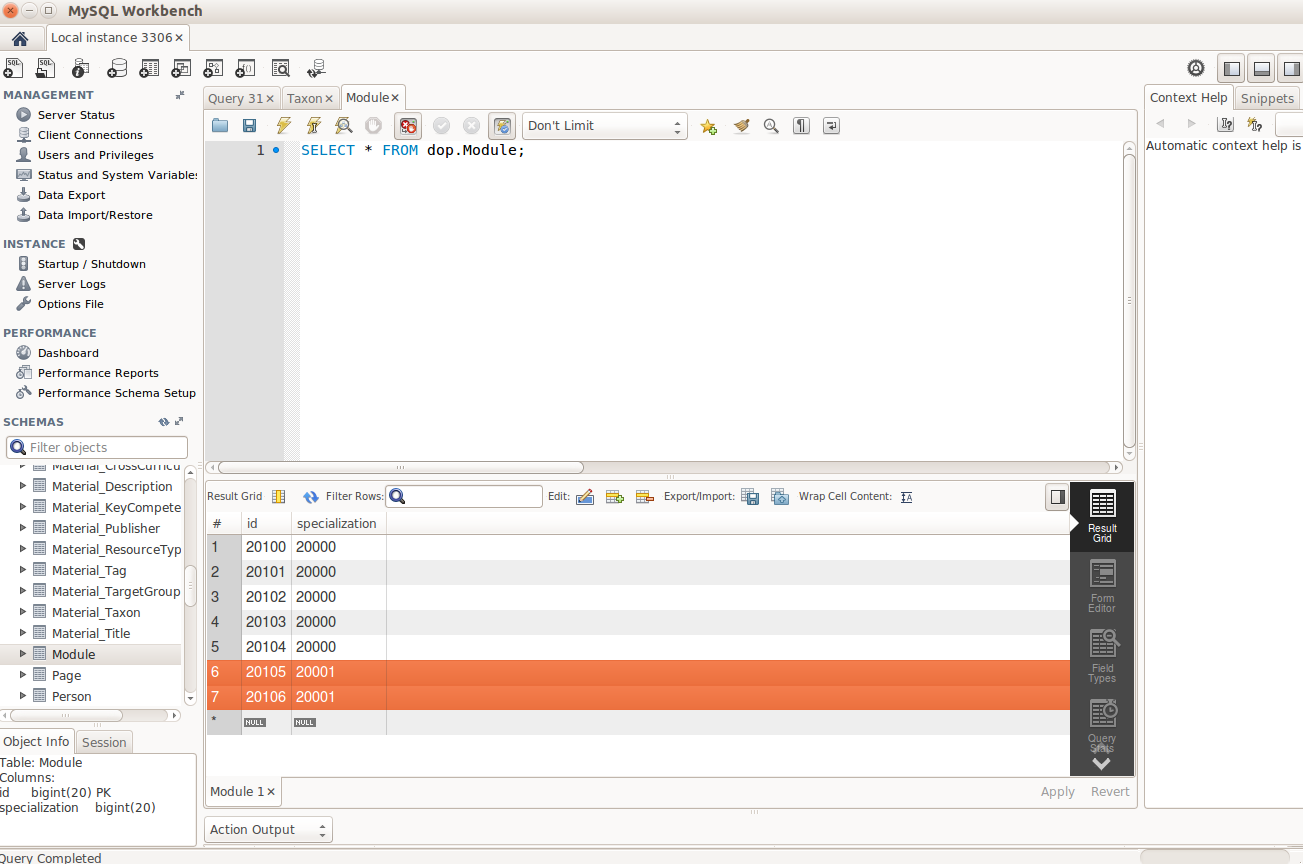 MySQL Workbench
Local instance 3306
Query 31
Taxon
Module
Context Help
Snippets
MANAGEMENT
Server Status
Client Connections
Users and Privileges
Status and System Variables
Data Export
Data Import/Restore
INSTANCE
Startup / Shutdown
Server Logs
Options File
PERFORMANCE
Dashboard
Performance Reports
Performance Schema Setup
SCHEMAS
Filter objects
Material_CrossCurricu
Material_Description
Material_KeyCompete
Material_Publisher
Material_ResourceTyp
Material_Tag
Material_TargetGroup
Material_Taxon
Material_Title
Module
Page
Person
Object Info
Session
Table: Module
Columns:
id bigint(20) PK
specialization bigint(20)
Query Completed
Don't Limit
1 SELECT * FROM dop.Module;
Automatic context help is
Result Grid
Filter Rows:
Edit:
Export/Import:
Wrap Cell Content:
# id specialization
1 20100 20000
2 20101 20000
3 20102 20000
4 20103 20000
5 20104 20000
6 20105 20001
7 20106 20001
* NULL NULL
Result
Grid
Form
Editor
Field
Types
Query
Stats
Module 1
Apply
Revert
Action Output